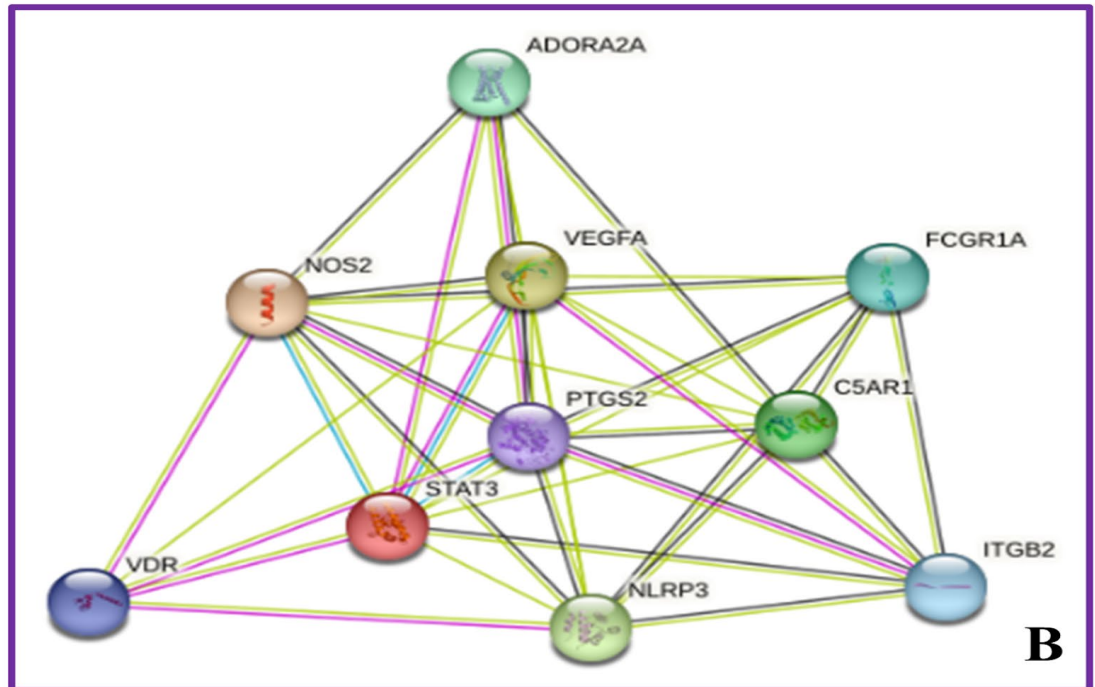 ADORA2A
VEGFA
FCGR1A
NOS2
C5AR1
PTGS2
STAT3
ITGB2
VDR
NLRP3
B